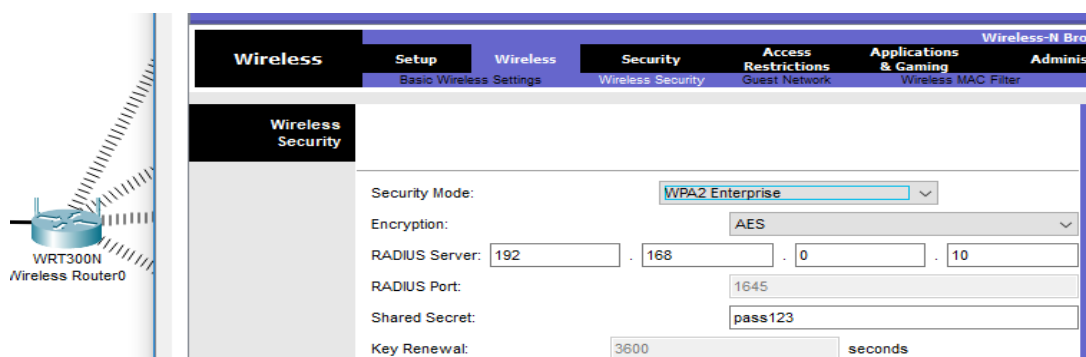 Wireless-N Bro
Wireless
Setup Wireless Security Access Restrictions Applications & Gaming Adminis
Basic Wireless Settings Wireless Security Guest Network Wireless MAC Filter
Wireless
Security
Security Mode: WPA2 Enterprise
Encryption: AES
RADIUS Server: 192 . 168 . 0 . 10
RADIUS Port: 1645
Shared Secret: pass123
Key Renewal: 3600 seconds
WRT300N
Wireless Router0